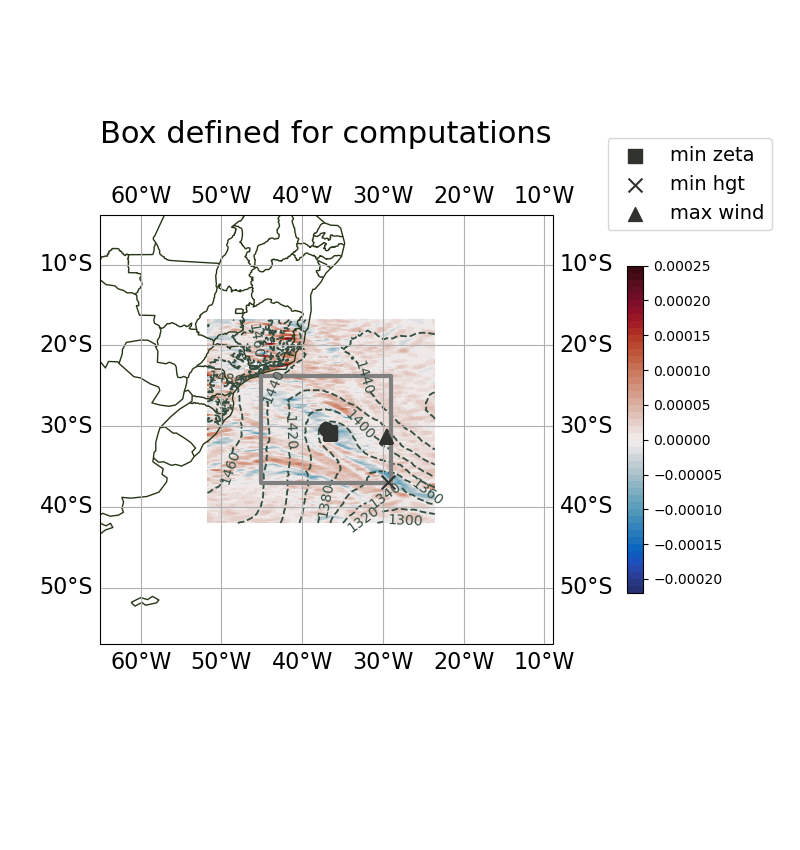 Box defined for computations
min zeta
min hgt
max wind
60°W 50°W 40°W 30°W 20°W 10°W
10°S 10°S
20°S 20°S
30°S 30°S
40°S 40°S
50°S 50°S
60°W 50°W 40°W 30°W 20°W 10°W
1440
1440
1400
1420
1460
1380
1360
1340
1320
1300
0.00025
0.00020
0.00015
0.00010
0.00005
0.00000
−0.00005
−0.00010
−0.00015
−0.00020